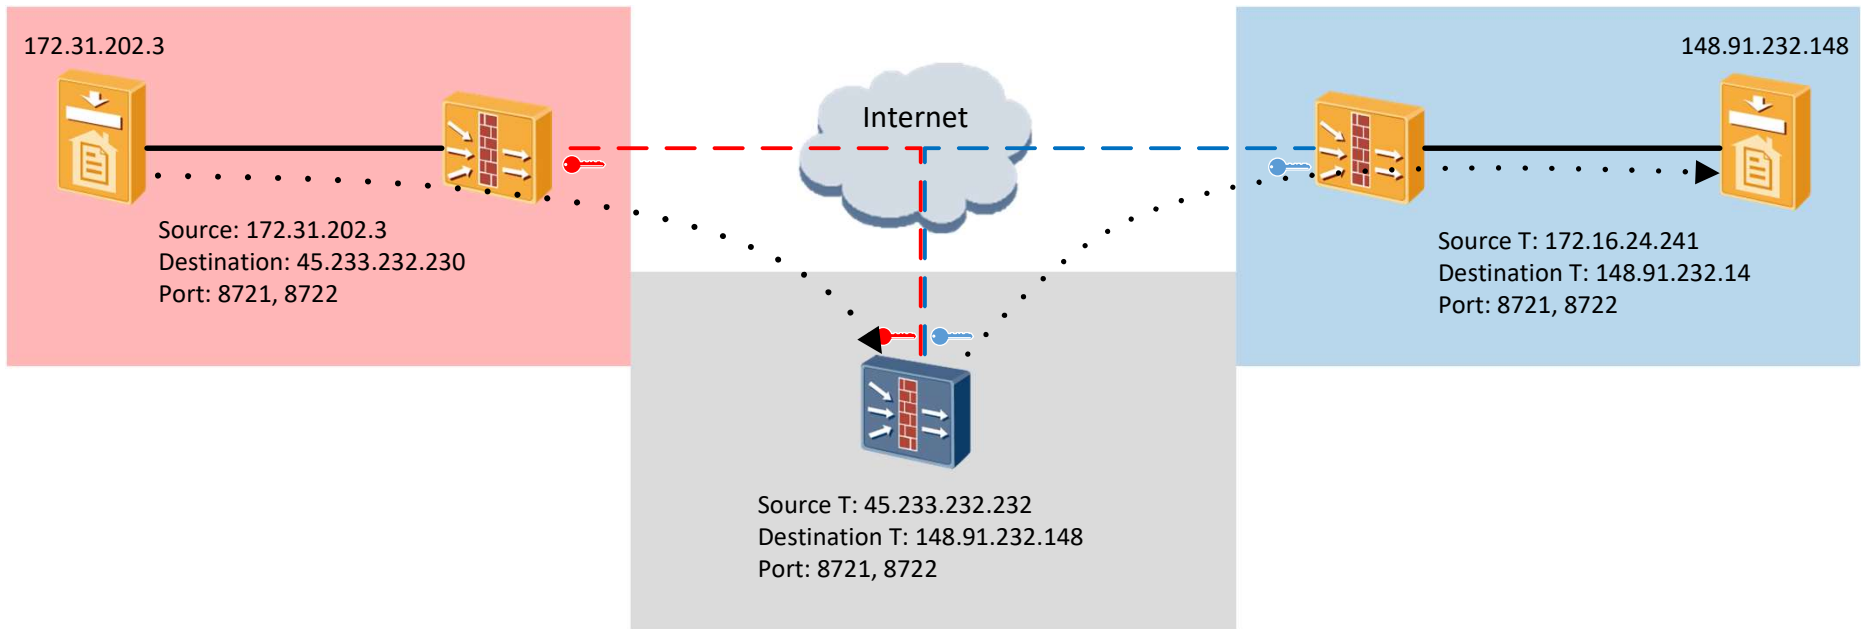 172.31.202.3
148.91.232.148
Internet
Source: 172.31.202.3
Destination: 45.233.232.230
Port: 8721, 8722
Source T: 172.16.24.241
Destination T: 148.91.232.14
Port: 8721, 8722
Source T: 45.233.232.232
Destination T: 148.91.232.148
Port: 8721, 8722